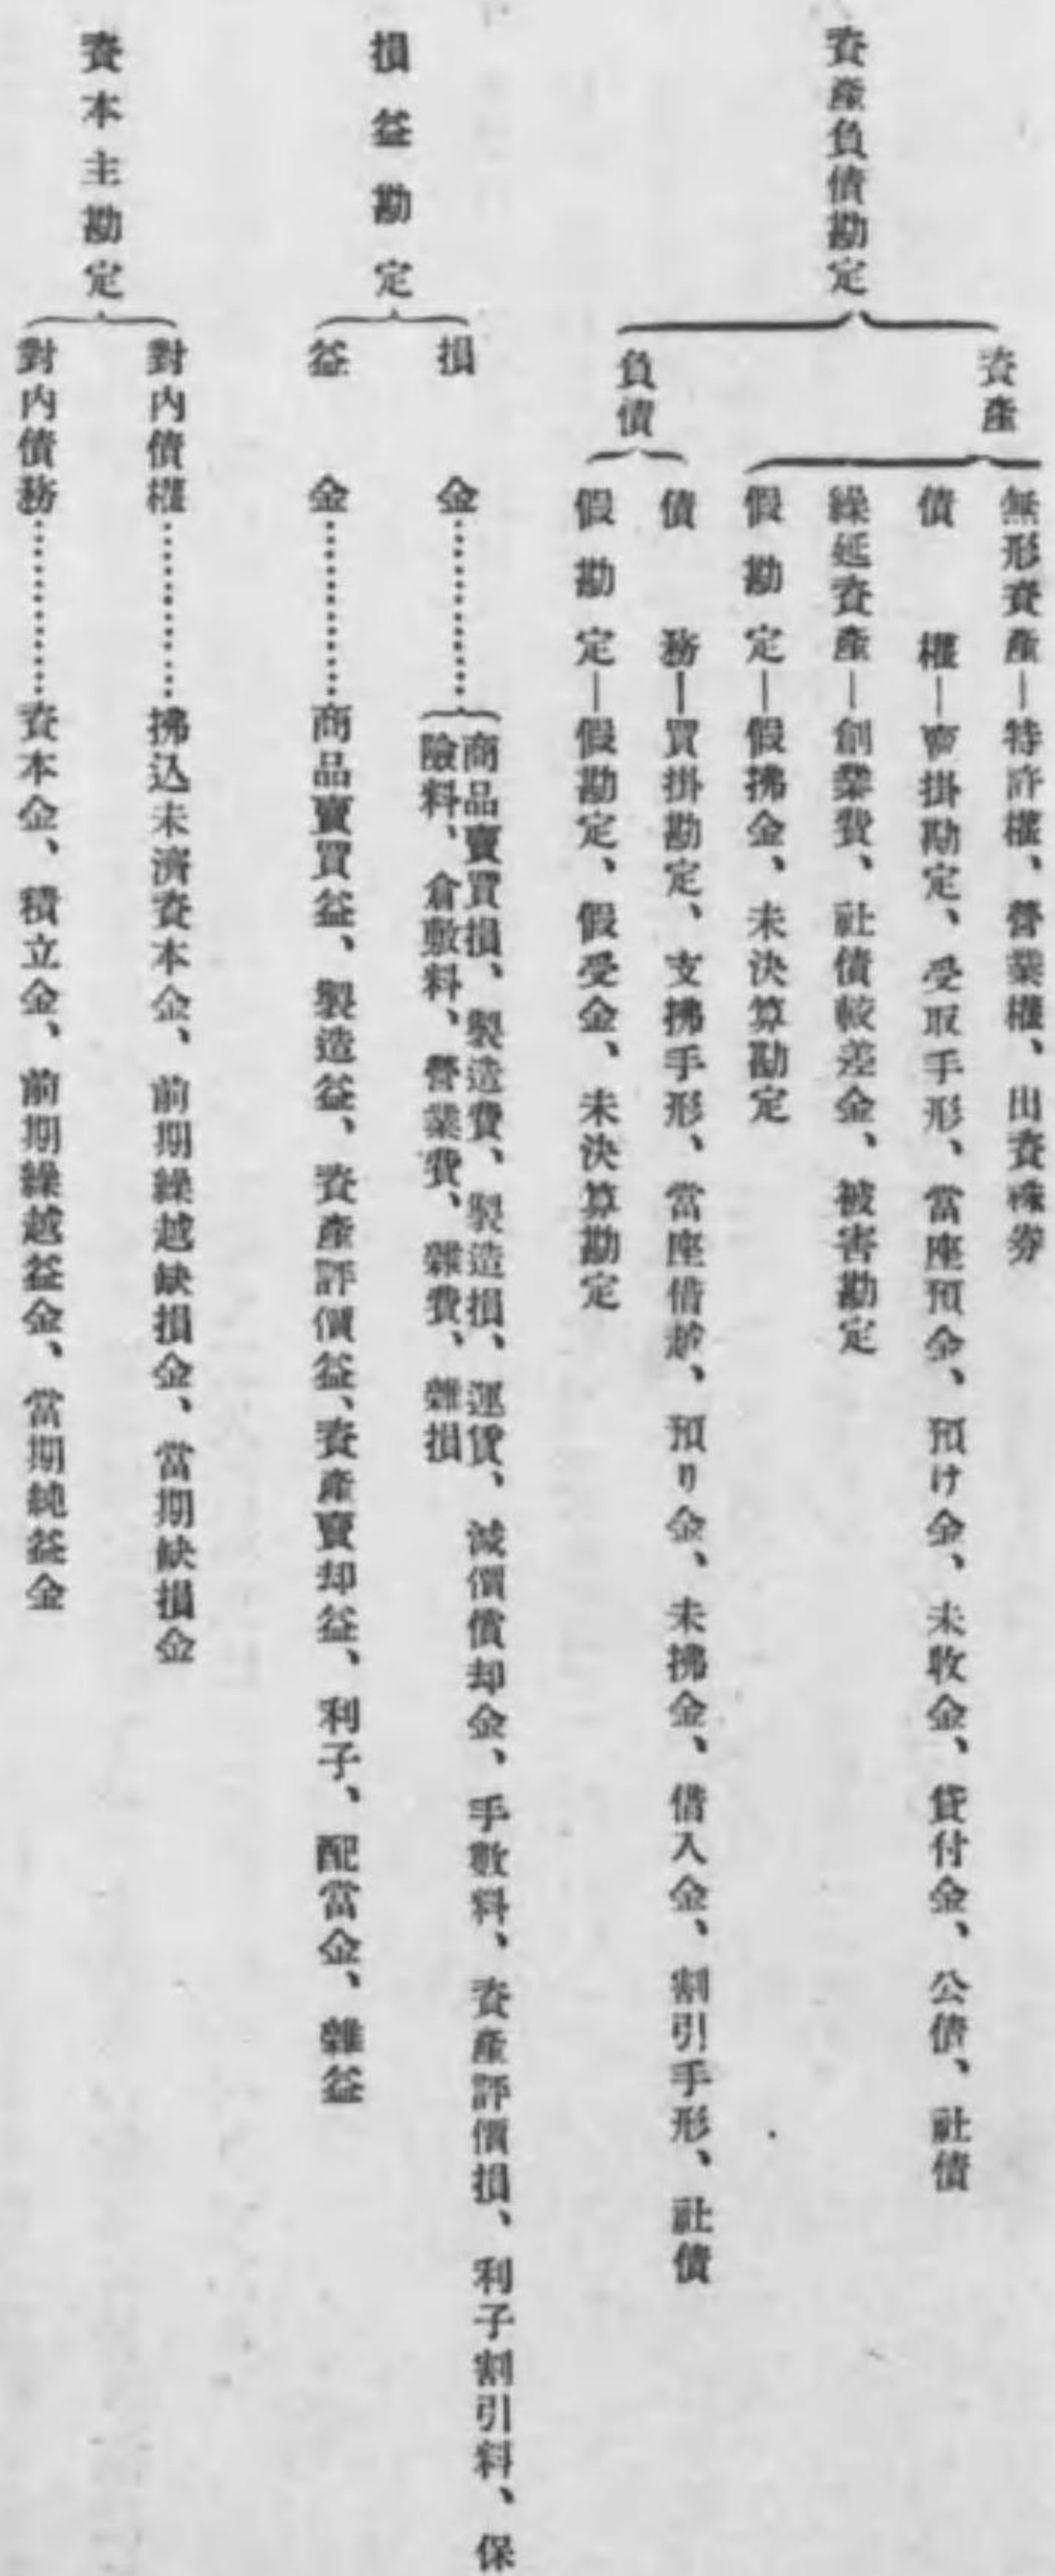 資產負債勘定
資產
無形資產―特許權、營業權、出資株券
債權―賣掛勘定、受取手形、當座預金、預け金、未收金、貸付金、公債、社債
繰延資產―創業費、社債較差金、被害勘定
假勘定―假拂金、未決算勘定
負債
債務―買掛勘定、支拂手形、當座借越、預り金、未拂金、借入金、割引手形、社債
假勘定―假勘定、假受金、未決算勘定
損益勘定
損金…………商品賣買損、製造費、製造損、運賃、減價償却金、手數料、資產評價損、利子割引料、保
險料、倉敷料、營業費、雜費、雜損
益金…………商品賣買益、製造益、資產評價益、資產賣却益、利子、配當金、雜益
資本主勘定
對內債權…………拂込未濟資本金、前期繰越缺損金、當期缺損金
對內債務…………資本金、積立金、前期繰越益金、當期純益金